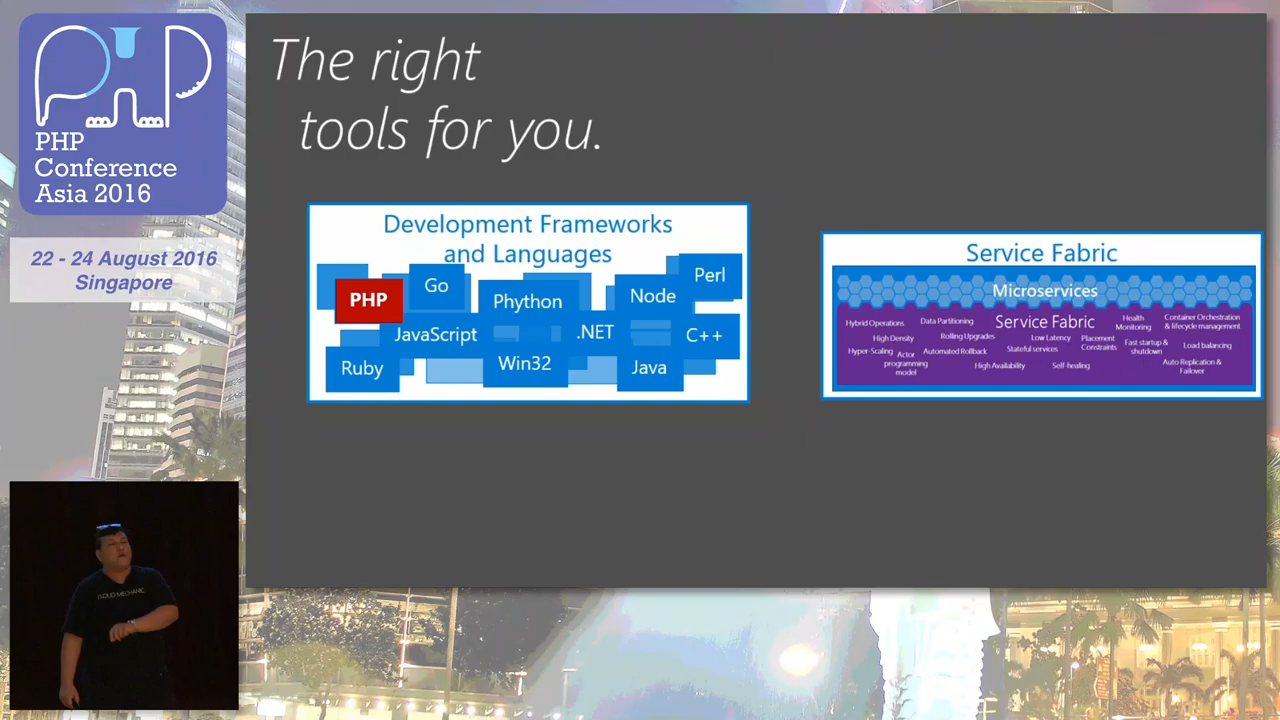 PHP
PHP
Conference
Asia 2016
22 - 24 August 2016
Singapore
The right
tools for you.
Development Frameworks
and Languages
PHP
Go
Phython
Node
Perl
JavaScript
.NET
C++
Ruby
Win32
Java
Service Fabric
Microservices
Hybrid Operations
Data Partitioning
Service Fabric
Health
Monitoring
Container Orchestration
& lifecycle management
High Density
Rolling Upgrades
Low Latency
Placement
Constraints
Fast startup &
shutdown
Load balancing
Hyper-Scaling
Actor
programming
model
Automated Rollback
Stateful services
High Availability
Self-healing
Auto Replication &
Failover
CLOUD MECHANIC